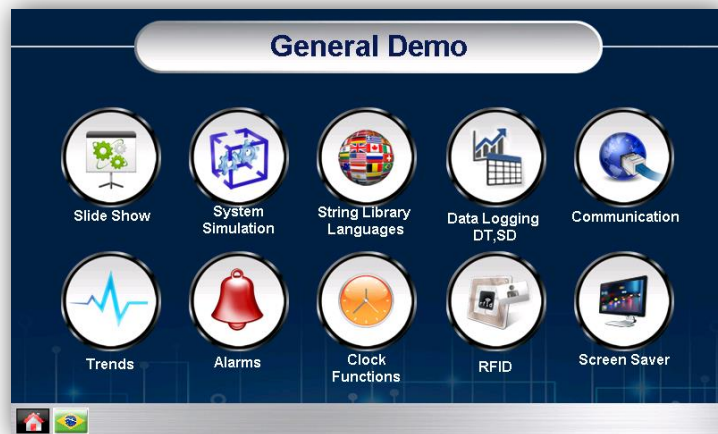 General Demo
Slide Show
System
Simulation
String Library
Languages
Data Logging
DT,SD
Communication
Trends
Alarms
Clock
Functions
RFID
Screen Saver